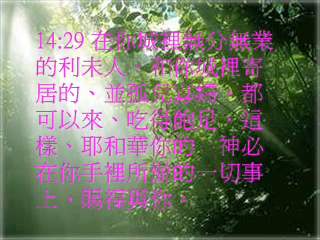 14:29 在你城裡無分無業
的利未人、和你城裡寄
居的、並孤兒寡婦、都
可以來、吃得飽足．這
樣、耶和華你的　神必
在你手裡所辦的一切事
上、賜福與你。